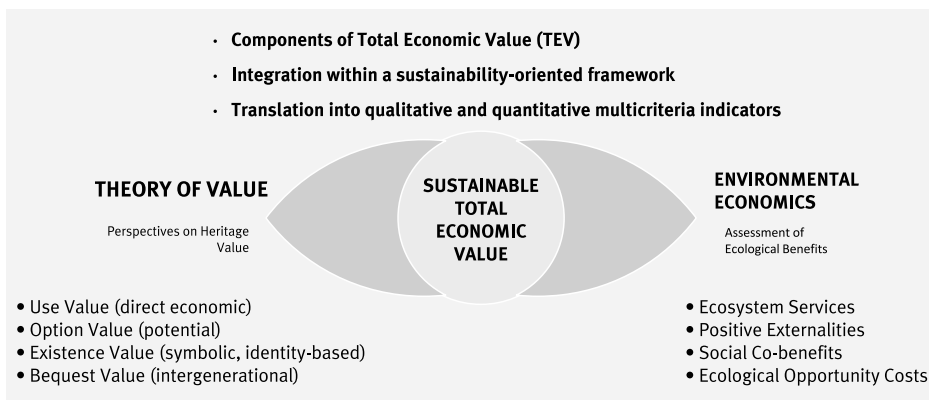 · Components of Total Economic Value (TEV)
· Integration within a sustainability-oriented framework
· Translation into qualitative and quantitative multicriteria indicators
THEORY OF VALUE
Perspectives on Heritage
Value
SUSTAINABLE
TOTAL
ECONOMIC
VALUE
ENVIRONMENTAL
ECONOMICS
Assessment of
Ecological Benefits
• Use Value (direct economic)
• Option Value (potential)
• Existence Value (symbolic, identity-based)
• Bequest Value (intergenerational)
• Ecosystem Services
• Positive Externalities
• Social Co-benefits
• Ecological Opportunity Costs